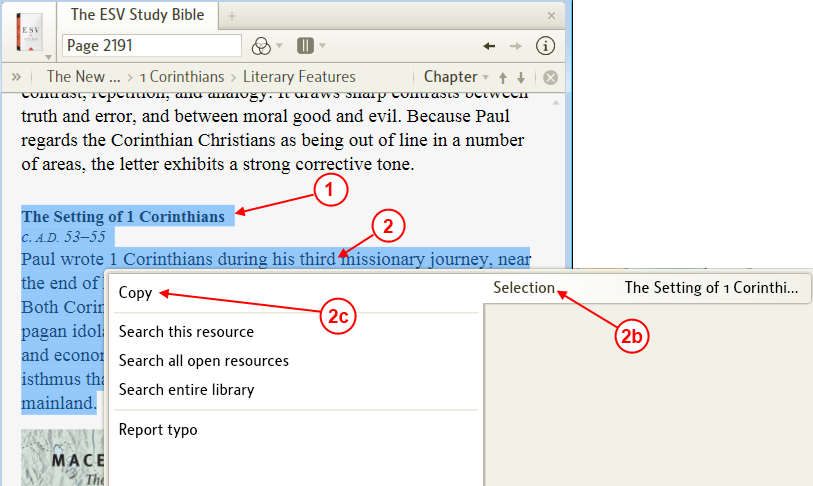 The ESV Study Bible
ESV
Page 2191
The New ... > 1 Corinthians > Literary Features
Chapter
contrast, repetition, and analogy. It draws sharp contrasts between
truth and error, and between moral good and evil. Because Paul
regards the Corinthian Christians as being out of line in a number
of areas, the letter exhibits a strong corrective tone.
1
The Setting of 1 Corinthians
c. A.D. 53–55
2
Paul wrote 1 Corinthians during his third missionary journey, near
the end of
Both Corin
pagan idola
and econom
isthmus tha
mainland.
MACE
The
Copy
2c
Search this resource
Search all open resources
Search entire library
Report typo
Selection
The Setting of 1 Corinthi...
2b